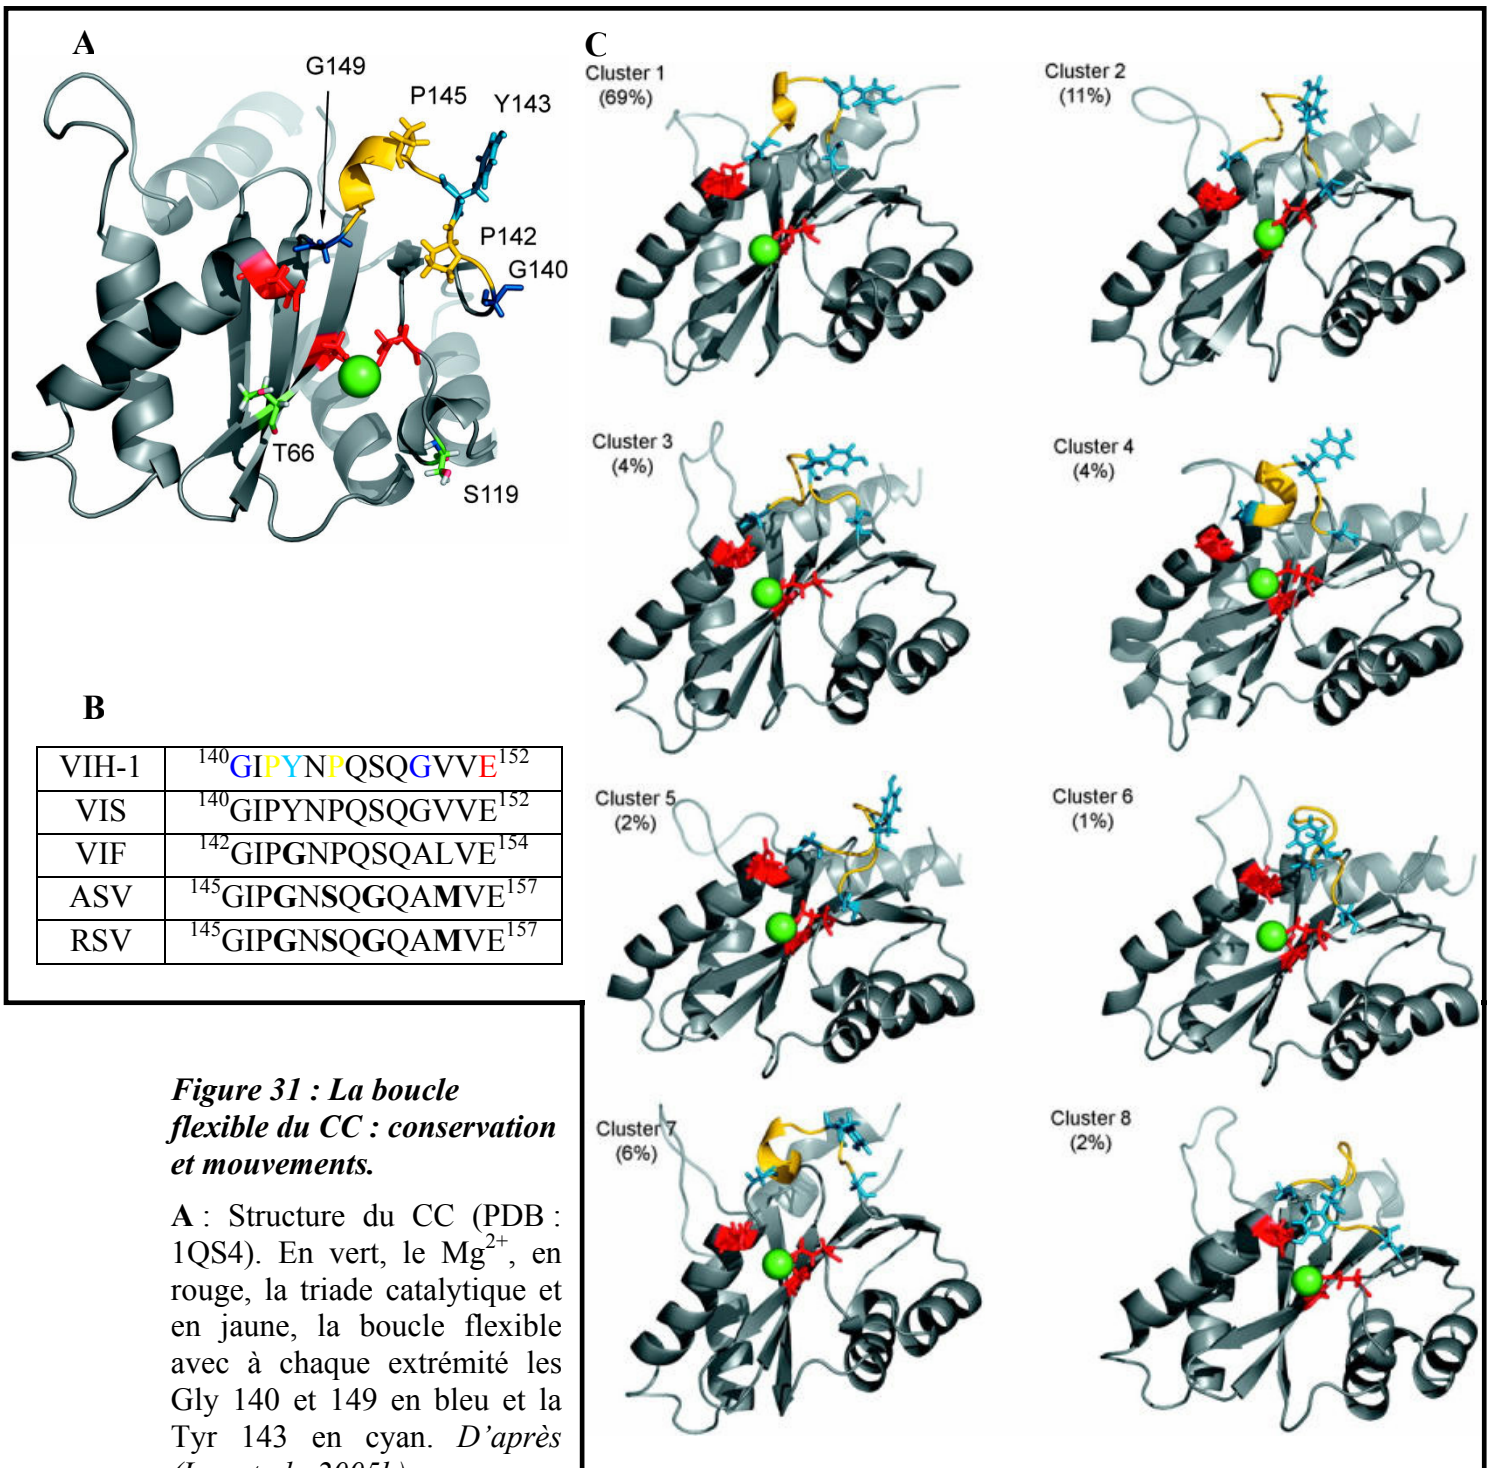 A
G149
P145
Y143
P142
G140
T66
S119
B
VIH-1 ¹⁴⁰GIPYNPQSQGVVE¹⁵²
VIS ¹⁴⁰GIPYNPQSQGVVE¹⁵²
VIF ¹⁴²GIPGNPQSQALVE¹⁵⁴
ASV ¹⁴⁵GIPGNSQGQAMVE¹⁵⁷
RSV ¹⁴⁵GIPGNSQGQAMVE¹⁵⁷
C
Cluster 1
(69%)
Cluster 2
(11%)
Cluster 3
(4%)
Cluster 4
(4%)
Cluster 5
(2%)
Cluster 6
(1%)
Cluster 7
(6%)
Cluster 8
(2%)
Figure 31 : La boucle
flexible du CC : conservation
et mouvements.
A : Structure du CC (PDB :
1QS4). En vert, le Mg²⁺, en
rouge, la triade catalytique et
en jaune, la boucle flexible
avec à chaque extrémité les
Gly 140 et 149 en bleu et la
Tyr 143 en cyan. D'après